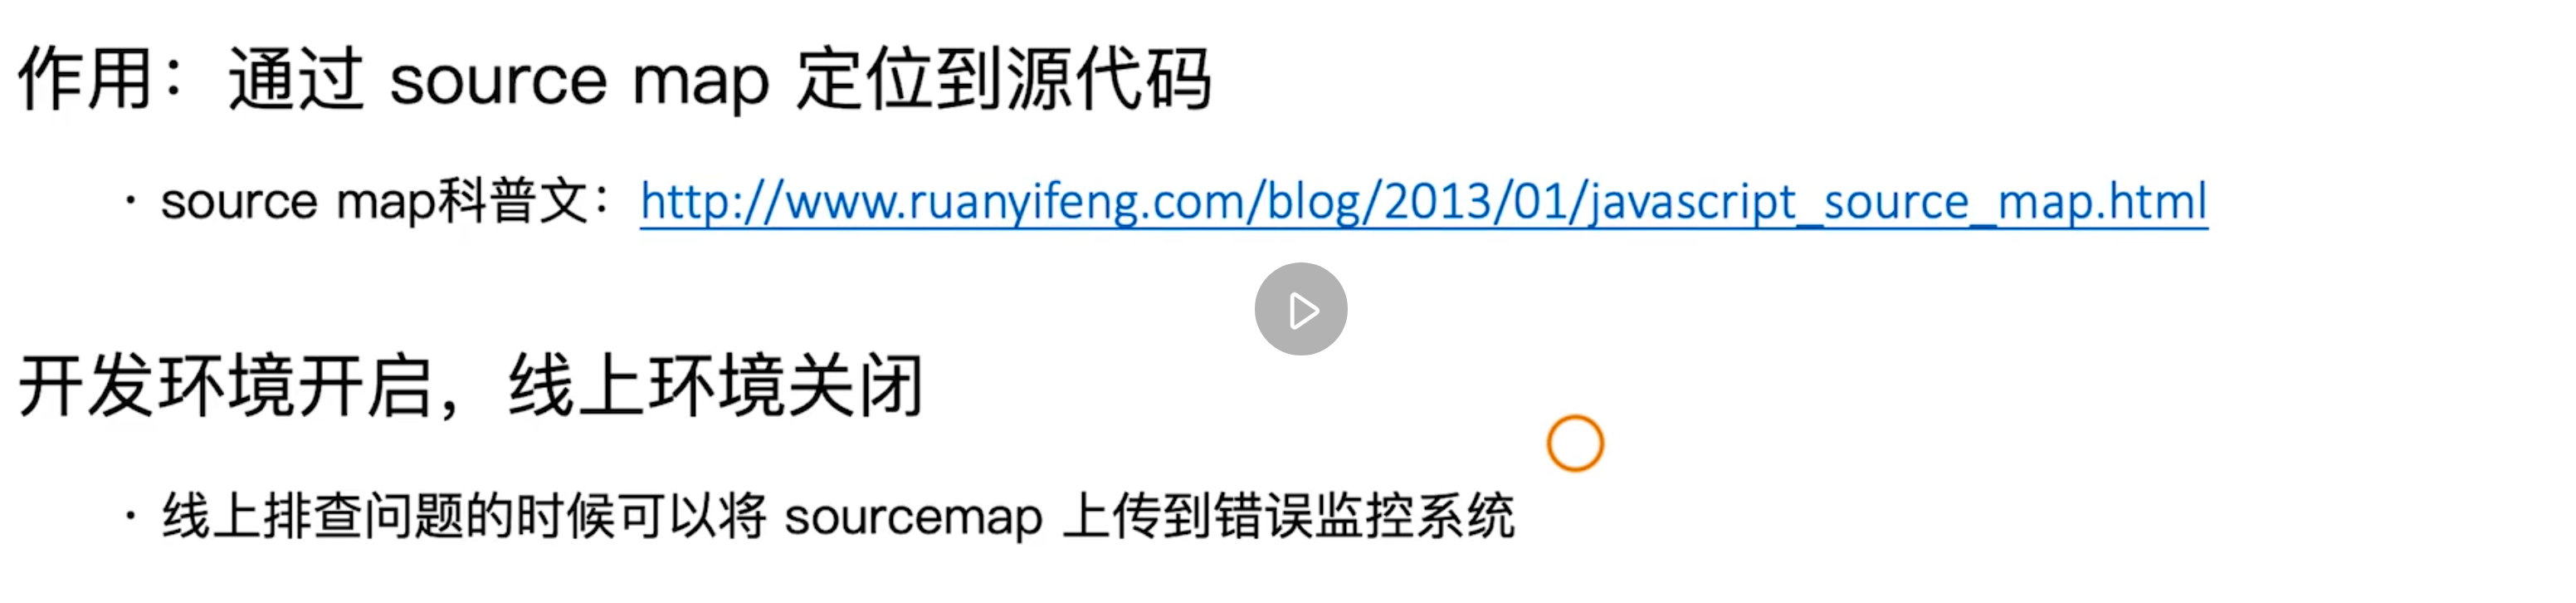 作用：通过 source map 定位到源代码
· source map科普文：http://www.ruanyifeng.com/blog/2013/01/javascript_source_map.html
开发环境开启，线上环境关闭
· 线上排查问题的时候可以将 sourcemap 上传到错误监控系统